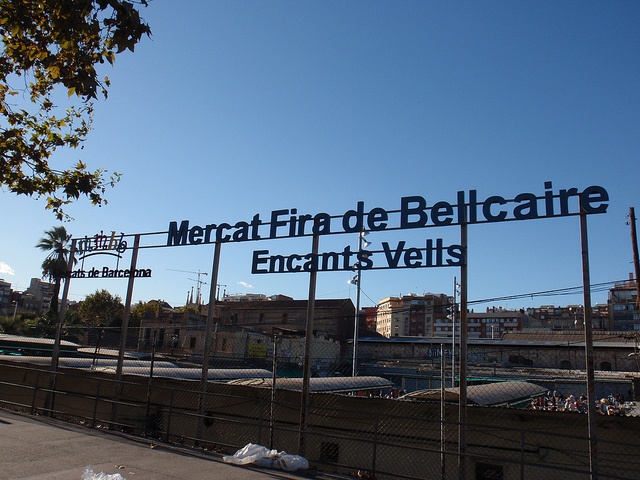 Mercat Fira de Bellcaire
Encants Vells
de Barcelona